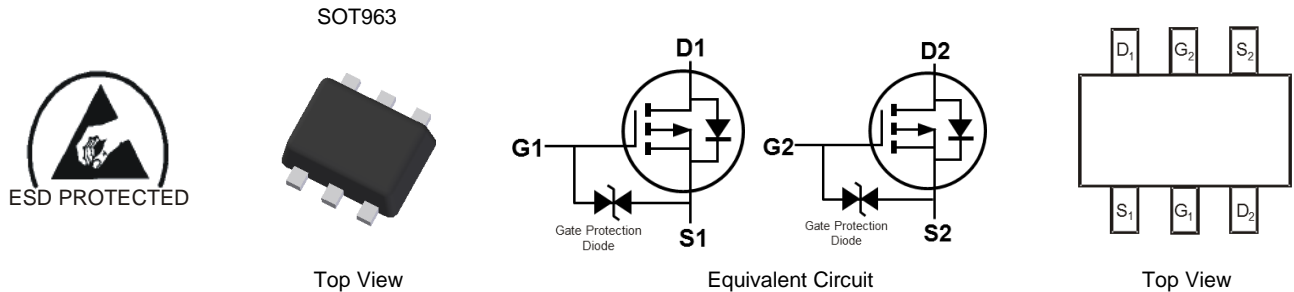 SOT963
ESD PROTECTED
Top View
D1
G1
Gate Protection
Diode
S1
D2
G2
Gate Protection
Diode
S2
Equivalent Circuit
D₁ G₂ S₂
S₁ G₁ D₂
Top View